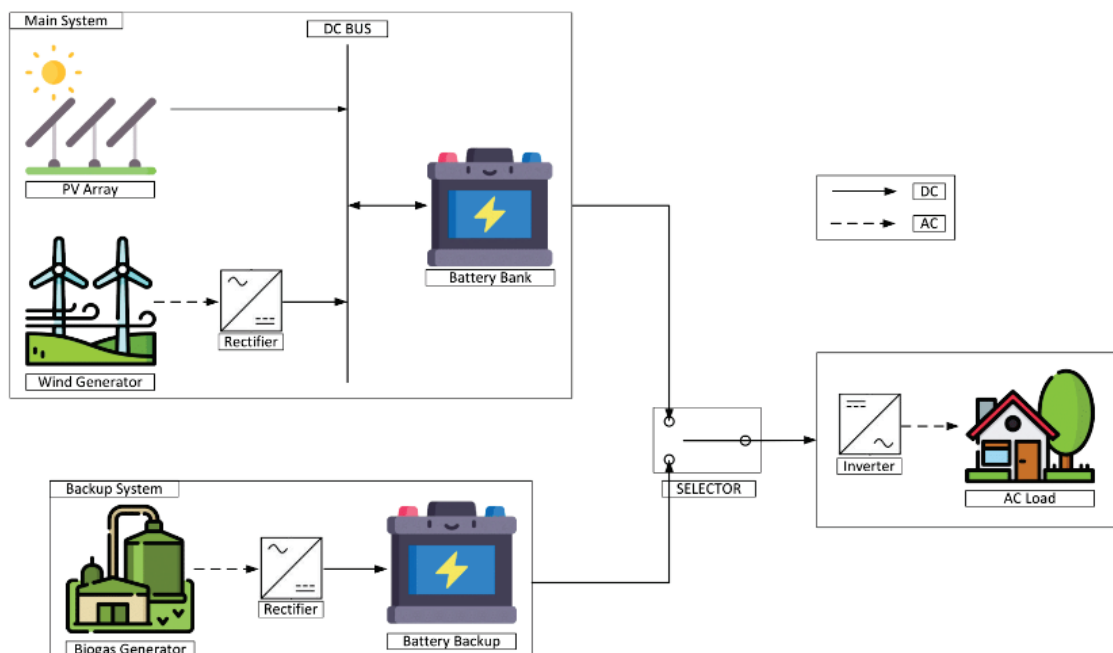 Main System
DC BUS
PV Array
Battery Bank
DC
AC
Rectifier
Wind Generator
Inverter
AC Load
SELECTOR
Backup System
Rectifier
Battery Backup
Biogas Generator